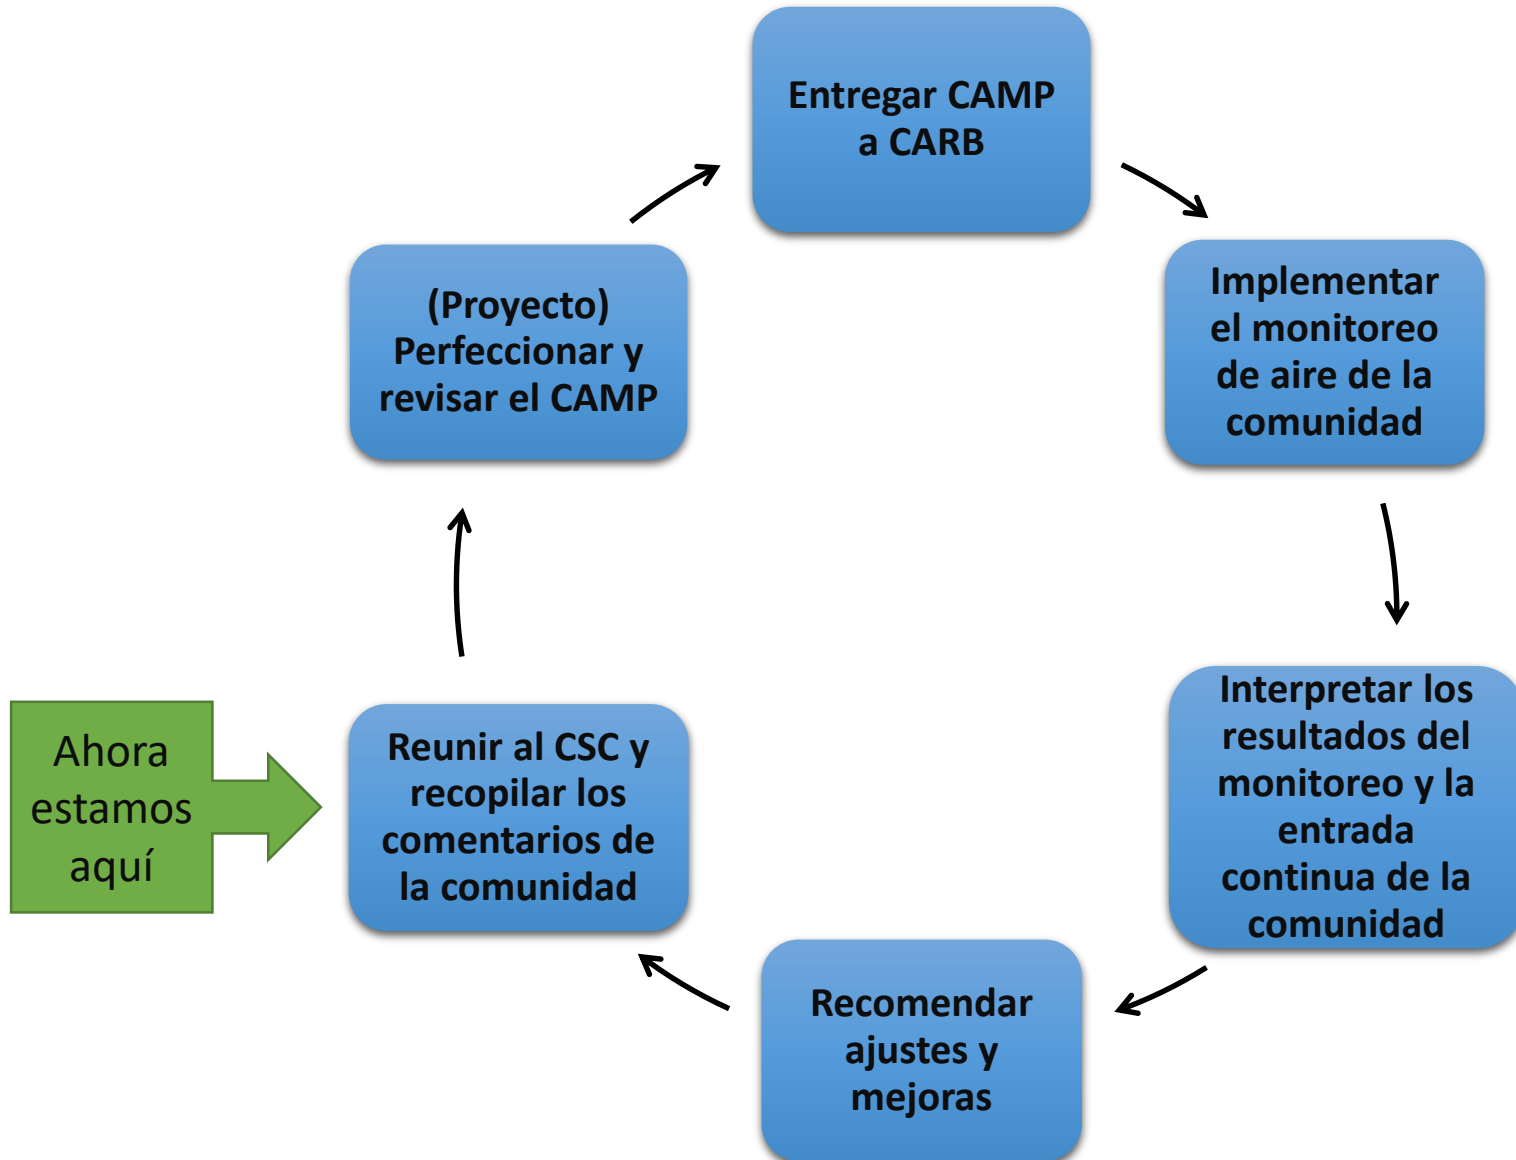 Entregar CAMP
a CARB
Implementar
el monitoreo
de aire de la
comunidad
Interpretar los
resultados del
monitoreo y la
entrada
continua de la
comunidad
Recomendar
ajustes y
mejoras
Reunir al CSC y
recopilar los
comentarios de
la comunidad
(Proyecto)
Perfeccionar y
revisar el CAMP
Ahora
estamos
aquí